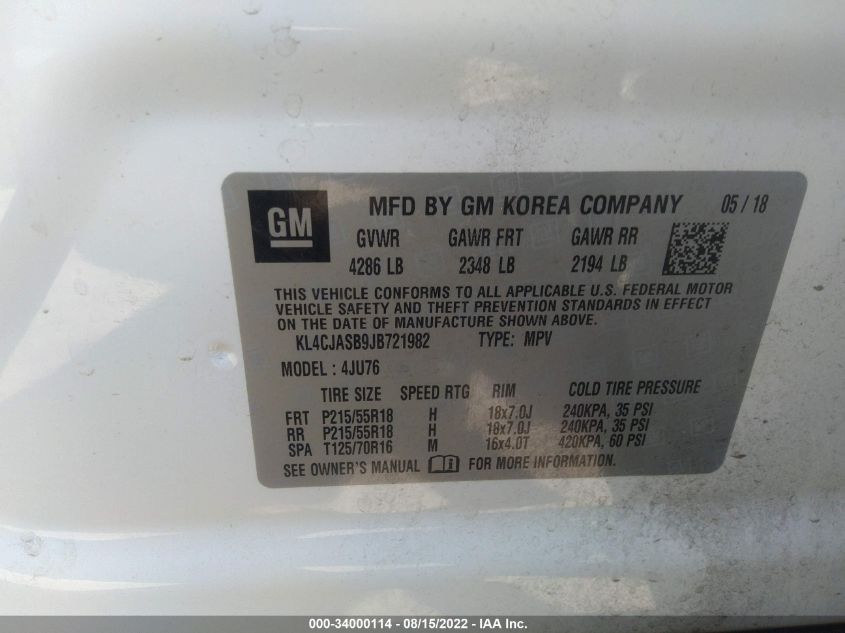 GM MFD BY GM KOREA COMPANY 05 / 18
GVWR GAWR FRT GAWR RR
4286 LB 2348 LB 2194 LB
THIS VEHICLE CONFORMS TO ALL APPLICABLE U.S. FEDERAL MOTOR
VEHICLE SAFETY AND THEFT PREVENTION STANDARDS IN EFFECT
ON THE DATE OF MANUFACTURE SHOWN ABOVE.
KL4CJASB9JB721982 TYPE: MPV
MODEL : 4JU76
TIRE SIZE SPEED RTG RIM COLD TIRE PRESSURE
FRT P215/55R18 H 18x7.0J 240KPA, 35 PSI
RR P215/55R18 H 18x7.0J 240KPA, 35 PSI
SPA T125/70R16 M 16x4.0T 420KPA, 60 PSI
SEE OWNER'S MANUAL FOR MORE INFORMATION.
000-34000114 - 08/15/2022 - IAA Inc.